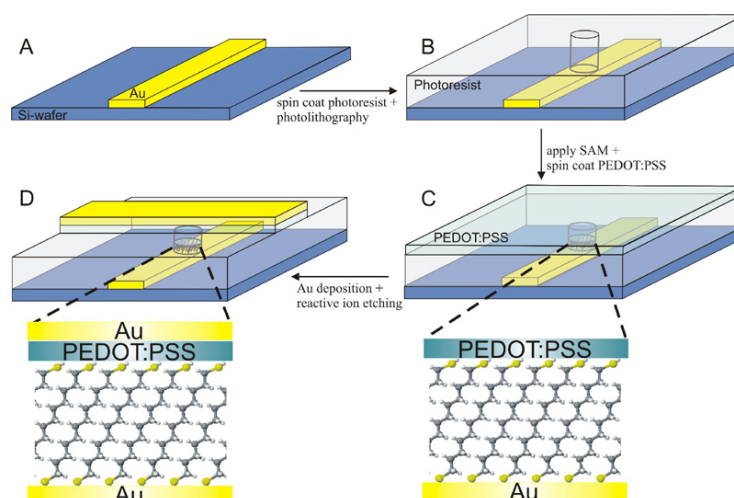 A
Au
Si-wafer
spin coat photoresist +
photolithography
B
Photoresist
apply SAM +
spin coat PEDOT:PSS
D
C
PEDOT:PSS
Au deposition +
reactive ion etching
Au
PEDOT:PSS
Au
PEDOT:PSS
Au